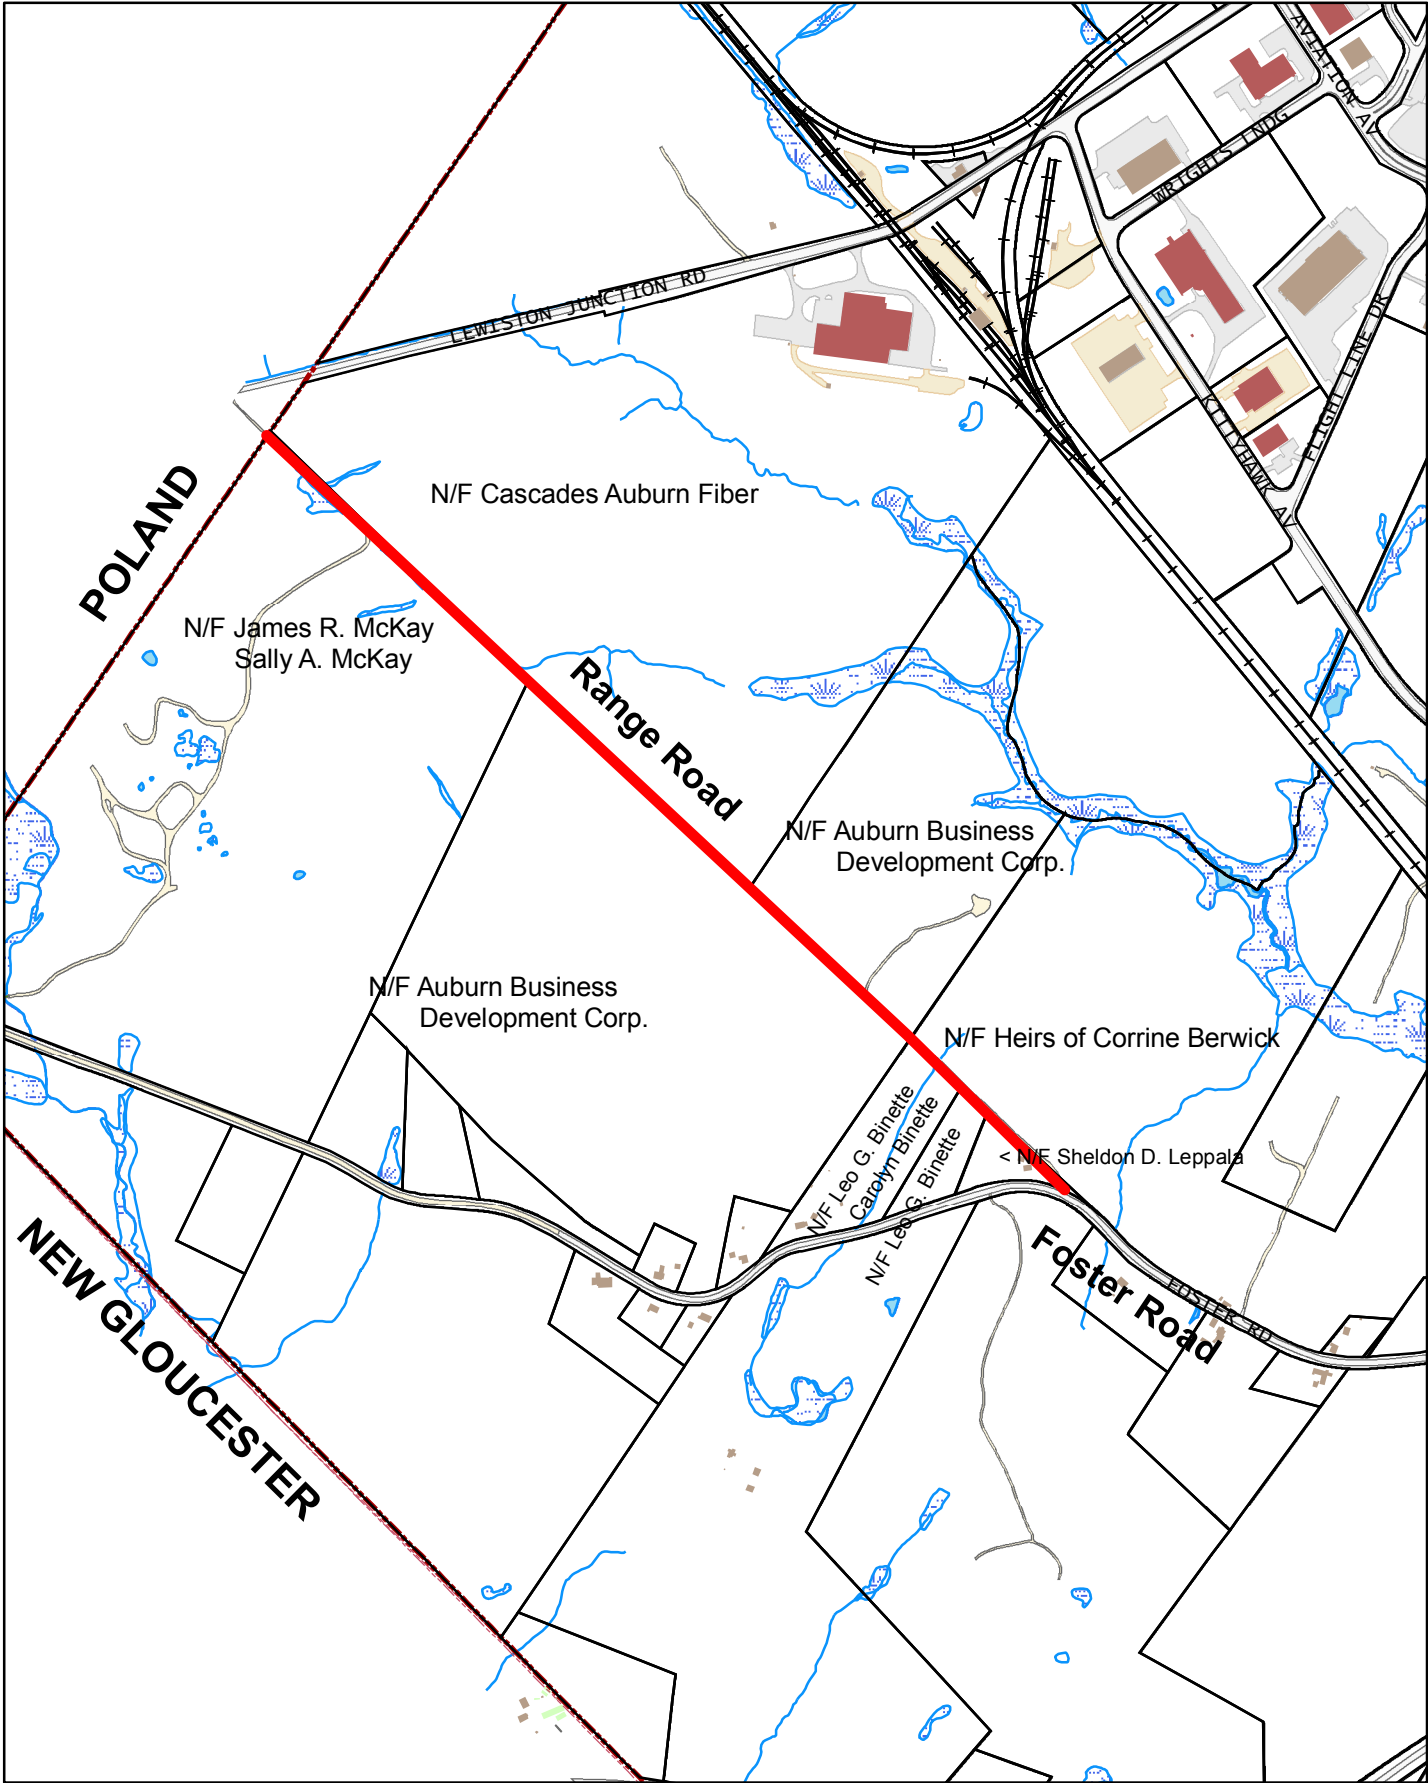 AVIATION AV
WRIGHTS LNDG
LEWISTON JUNCTION RD
FLIGHT LINE DR
KITTYHAWK AV
N/F Cascades Auburn Fiber
POLAND
N/F James R. McKay
Sally A. McKay
Range Road
N/F Auburn Business
Development Corp.
N/F Auburn Business
Development Corp.
N/F Heirs of Corrine Berwick
N/F Leo G. Binette
Carolyn Binette
N/F Leo G. Binette
< N/F Sheldon D. Leppala
Foster Road
FOSTER RD
NEW GLOUCESTER